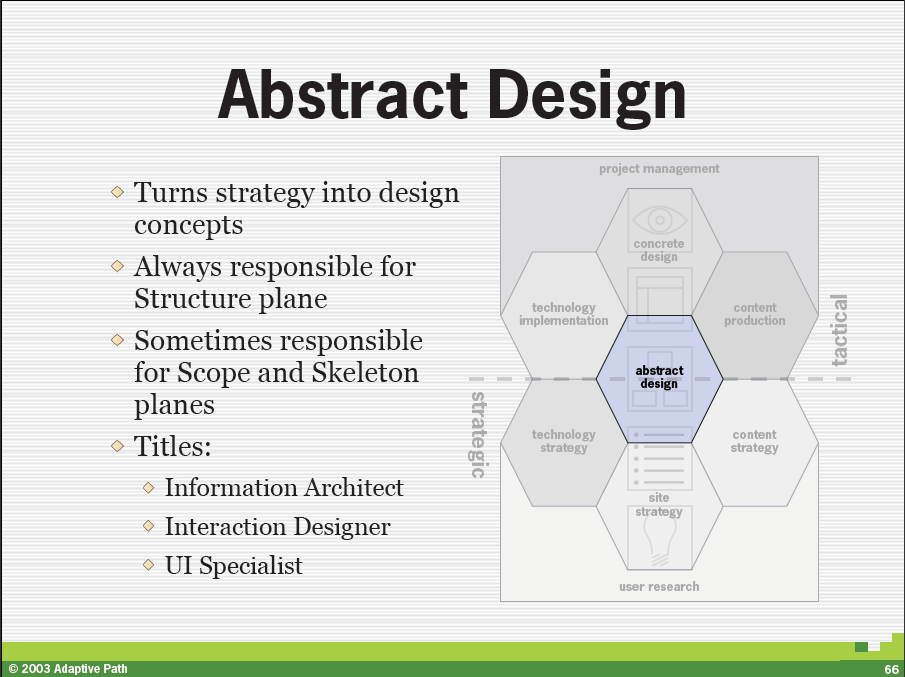 Abstract Design
Turns strategy into design
concepts
Always responsible for
Structure plane
Sometimes responsible
for Scope and Skeleton
planes
Titles:
Information Architect
Interaction Designer
UI Specialist
project management
concrete
design
technology
implementation
content
production
tactical
abstract
design
strategic
technology
strategy
content
strategy
site
strategy
user research
© 2003 Adaptive Path
66